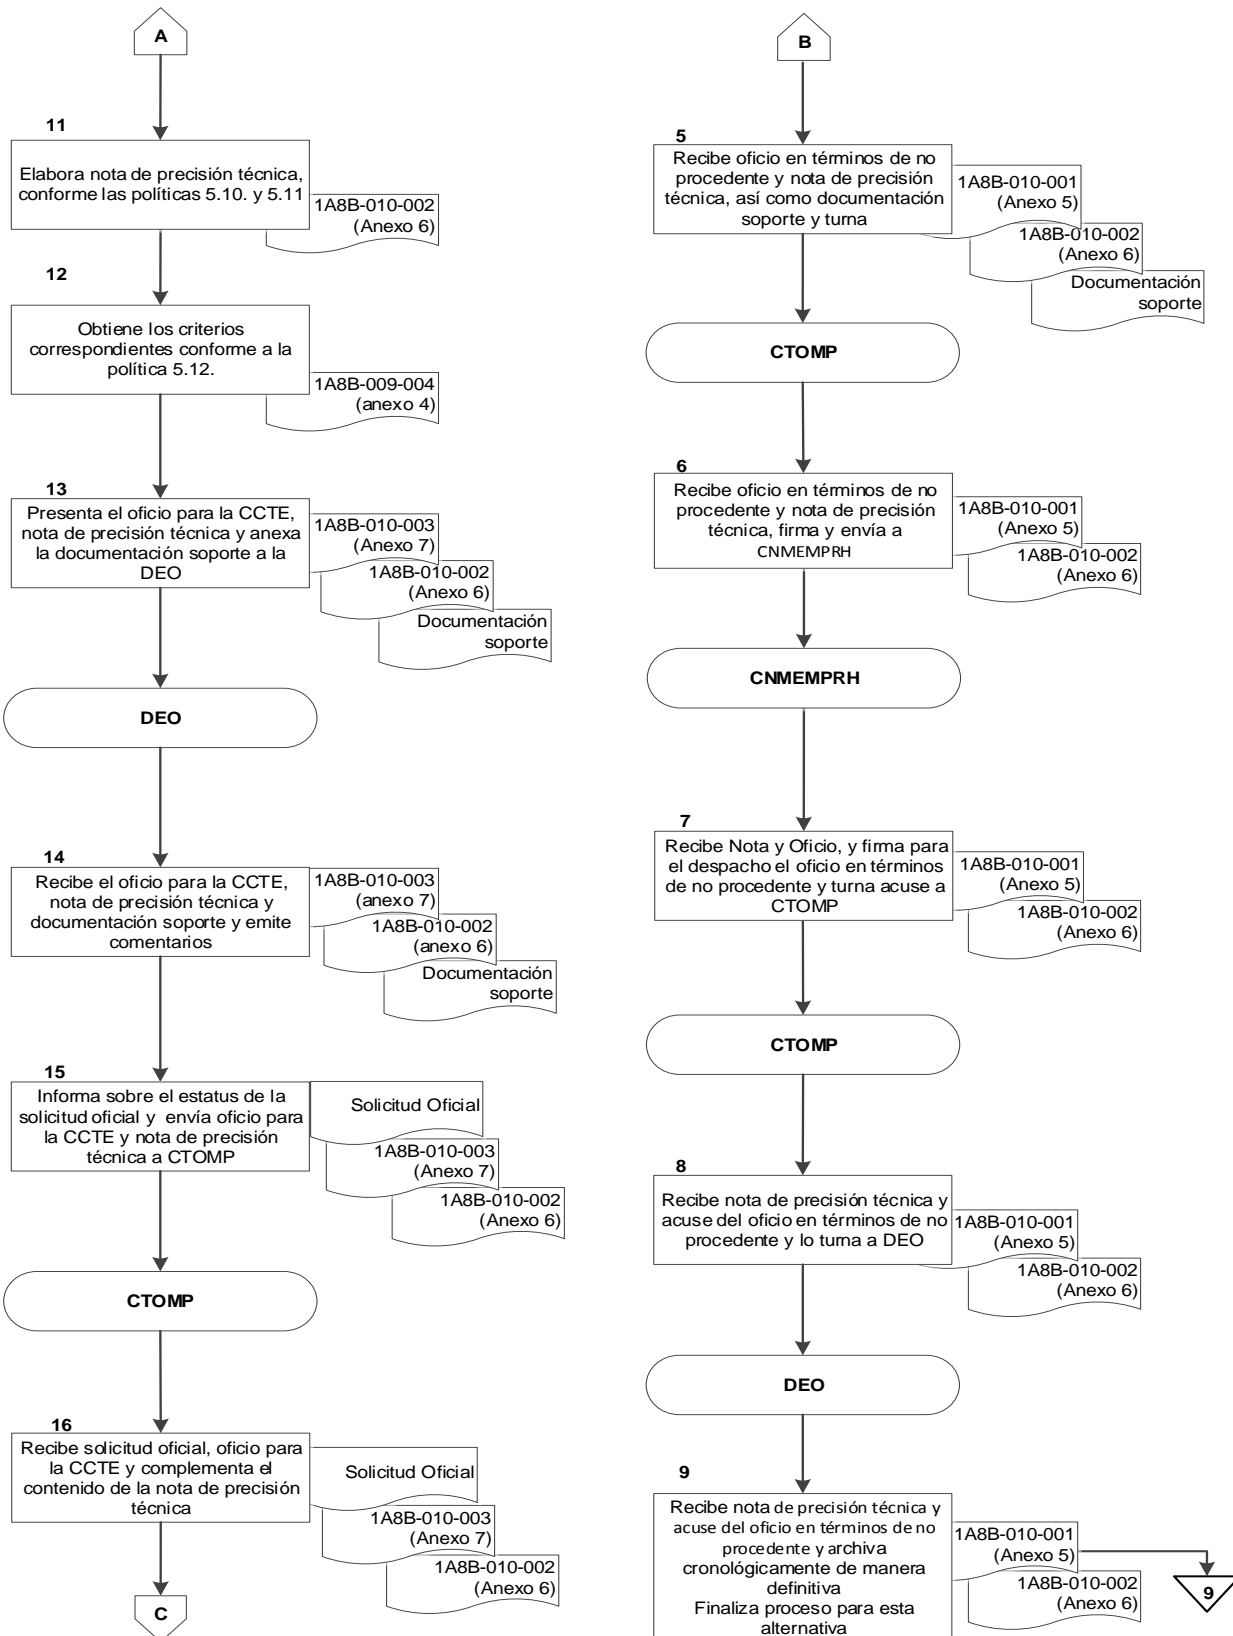 A
11
Elabora nota de precisión técnica,
conforme las políticas 5.10. y 5.11
1A8B-010-002
(Anexo 6)
12
Obtiene los criterios
correspondientes conforme a la
política 5.12.
1A8B-009-004
(anexo 4)
13
Presenta el oficio para la CCTE,
nota de precisión técnica y anexa
la documentación soporte a la
DEO
1A8B-010-003
(Anexo 7)
1A8B-010-002
(Anexo 6)
Documentación
soporte
DEO
14
Recibe el oficio para la CCTE,
nota de precisión técnica y
documentación soporte y emite
comentarios
1A8B-010-003
(anexo 7)
1A8B-010-002
(anexo 6)
Documentación
soporte
15
Informa sobre el estatus de la
solicitud oficial y envía oficio para
la CCTE y nota de precisión
técnica a CTOMP
Solicitud Oficial
1A8B-010-003
(Anexo 7)
1A8B-010-002
(Anexo 6)
CTOMP
16
Recibe solicitud oficial, oficio para
la CCTE y complementa el
contenido de la nota de precisión
técnica
Solicitud Oficial
1A8B-010-003
(Anexo 7)
1A8B-010-002
(Anexo 6)
C
B
5
Recibe oficio en términos de no
procedente y nota de precisión
técnica, así como documentación
soporte y turna
1A8B-010-001
(Anexo 5)
1A8B-010-002
(Anexo 6)
Documentación
soporte
CTOMP
6
Recibe oficio en términos de no
procedente y nota de precisión
técnica, firma y envía a
CNMEMPRH
1A8B-010-001
(Anexo 5)
1A8B-010-002
(Anexo 6)
CNMEMPRH
7
Recibe Nota y Oficio, y firma para
el despacho el oficio en términos
de no procedente y turna acuse a
CTOMP
1A8B-010-001
(Anexo 5)
1A8B-010-002
(Anexo 6)
CTOMP
8
Recibe nota de precisión técnica y
acuse del oficio en términos de no
procedente y lo turna a DEO
1A8B-010-001
(Anexo 5)
1A8B-010-002
(Anexo 6)
DEO
9
Recibe nota de precisión técnica y
acuse del oficio en términos de no
procedente y archiva
cronológicamente de manera
definitiva
Finaliza proceso para esta
alternativa
1A8B-010-001
(Anexo 5)
1A8B-010-002
(Anexo 6)
9